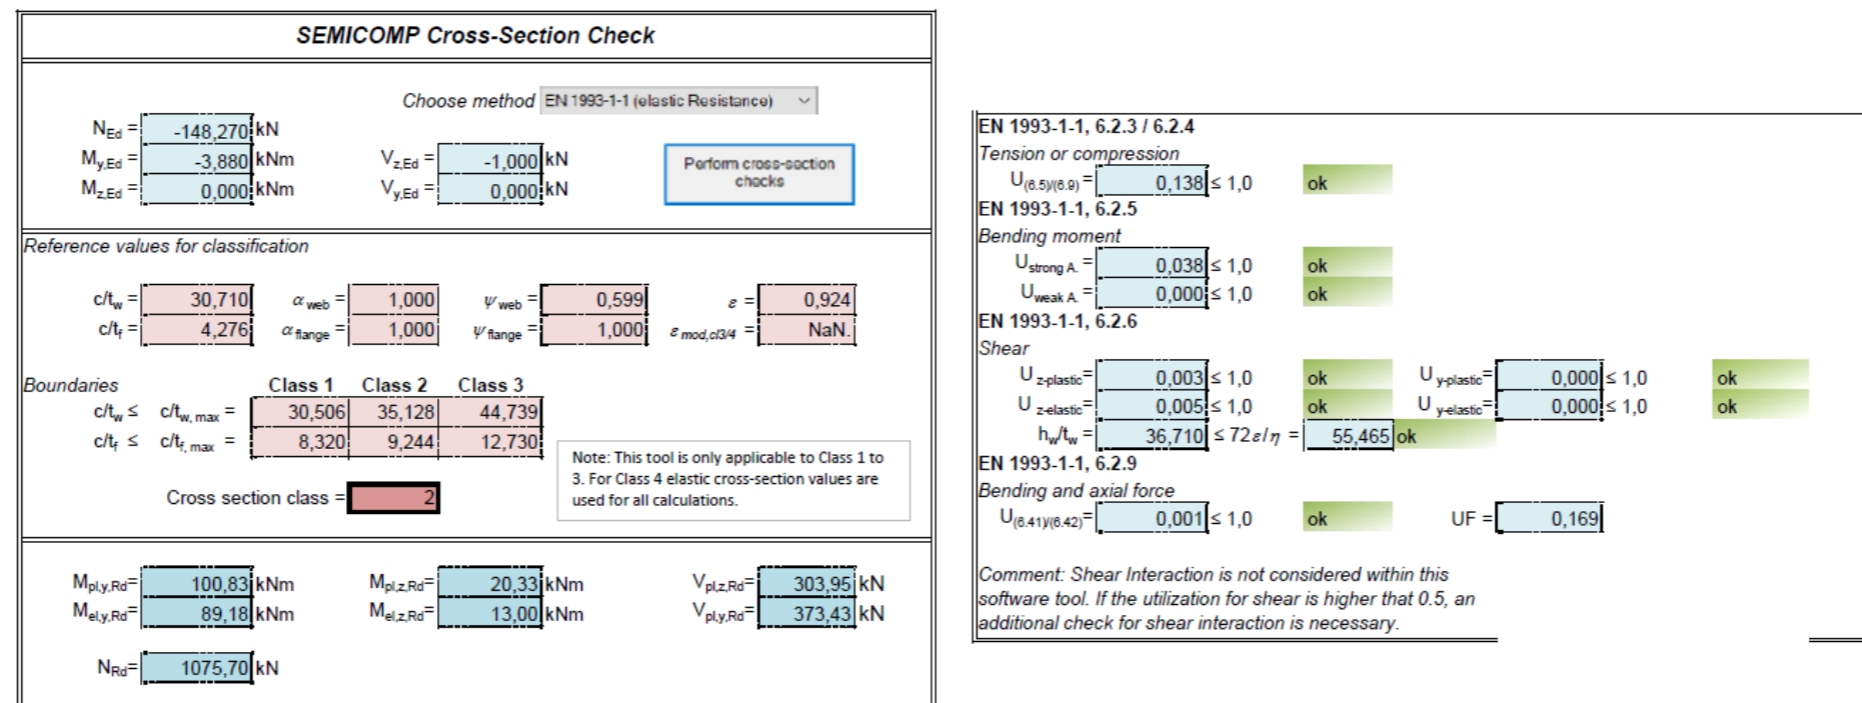 SEMICOMP Cross-Section Check
Choose method EN 1993-1-1 (elastic Resistance)
NEd = -148,270 kN
My,Ed = -3,880 kNm Vz,Ed = -1,000 kN
Mz,Ed = 0,000 kNm Vy,Ed = 0,000 kN
Perform cross-section
checks
Reference values for classification
c/tw = 30,710 α web = 1,000 ψ web = 0,599 ε = 0,924
c/tf = 4,276 α flange = 1,000 ψ flange = 1,000 ε mod,cl3/4 = NaN.
Boundaries Class 1 Class 2 Class 3
c/tw ≤ c/tw, max = 30,506 35,128 44,739
c/tf ≤ c/tf, max = 8,320 9,244 12,730
Note: This tool is only applicable to Class 1 to
3. For Class 4 elastic cross-section values are
used for all calculations.
Cross section class = 2
Mpl,y,Rd= 100,83 kNm Mpl,z,Rd= 20,33 kNm Vpl,z,Rd= 303,95 kN
Mel,y,Rd= 89,18 kNm Mel,z,Rd= 13,00 kNm Vpl,y,Rd= 373,43 kN
NRd= 1075,70 kN
EN 1993-1-1, 6.2.3 / 6.2.4
Tension or compression
U(6.5)/(6.9) = 0,138 ≤ 1,0 ok
EN 1993-1-1, 6.2.5
Bending moment
Ustrong A. = 0,038 ≤ 1,0 ok
Uweak A. = 0,000 ≤ 1,0 ok
EN 1993-1-1, 6.2.6
Shear
U z-plastic= 0,003 ≤ 1,0 ok U y-plastic= 0,000 ≤ 1,0 ok
U z-elastic= 0,005 ≤ 1,0 ok U y-elastic= 0,000 ≤ 1,0 ok
hw/tw = 36,710 ≤ 72ε/η = 55,465 ok
EN 1993-1-1, 6.2.9
Bending and axial force
U(6.41)/(6.42)= 0,001 ≤ 1,0 ok UF = 0,169
Comment: Shear Interaction is not considered within this
software tool. If the utilization for shear is higher that 0.5, an
additional check for shear interaction is necessary.